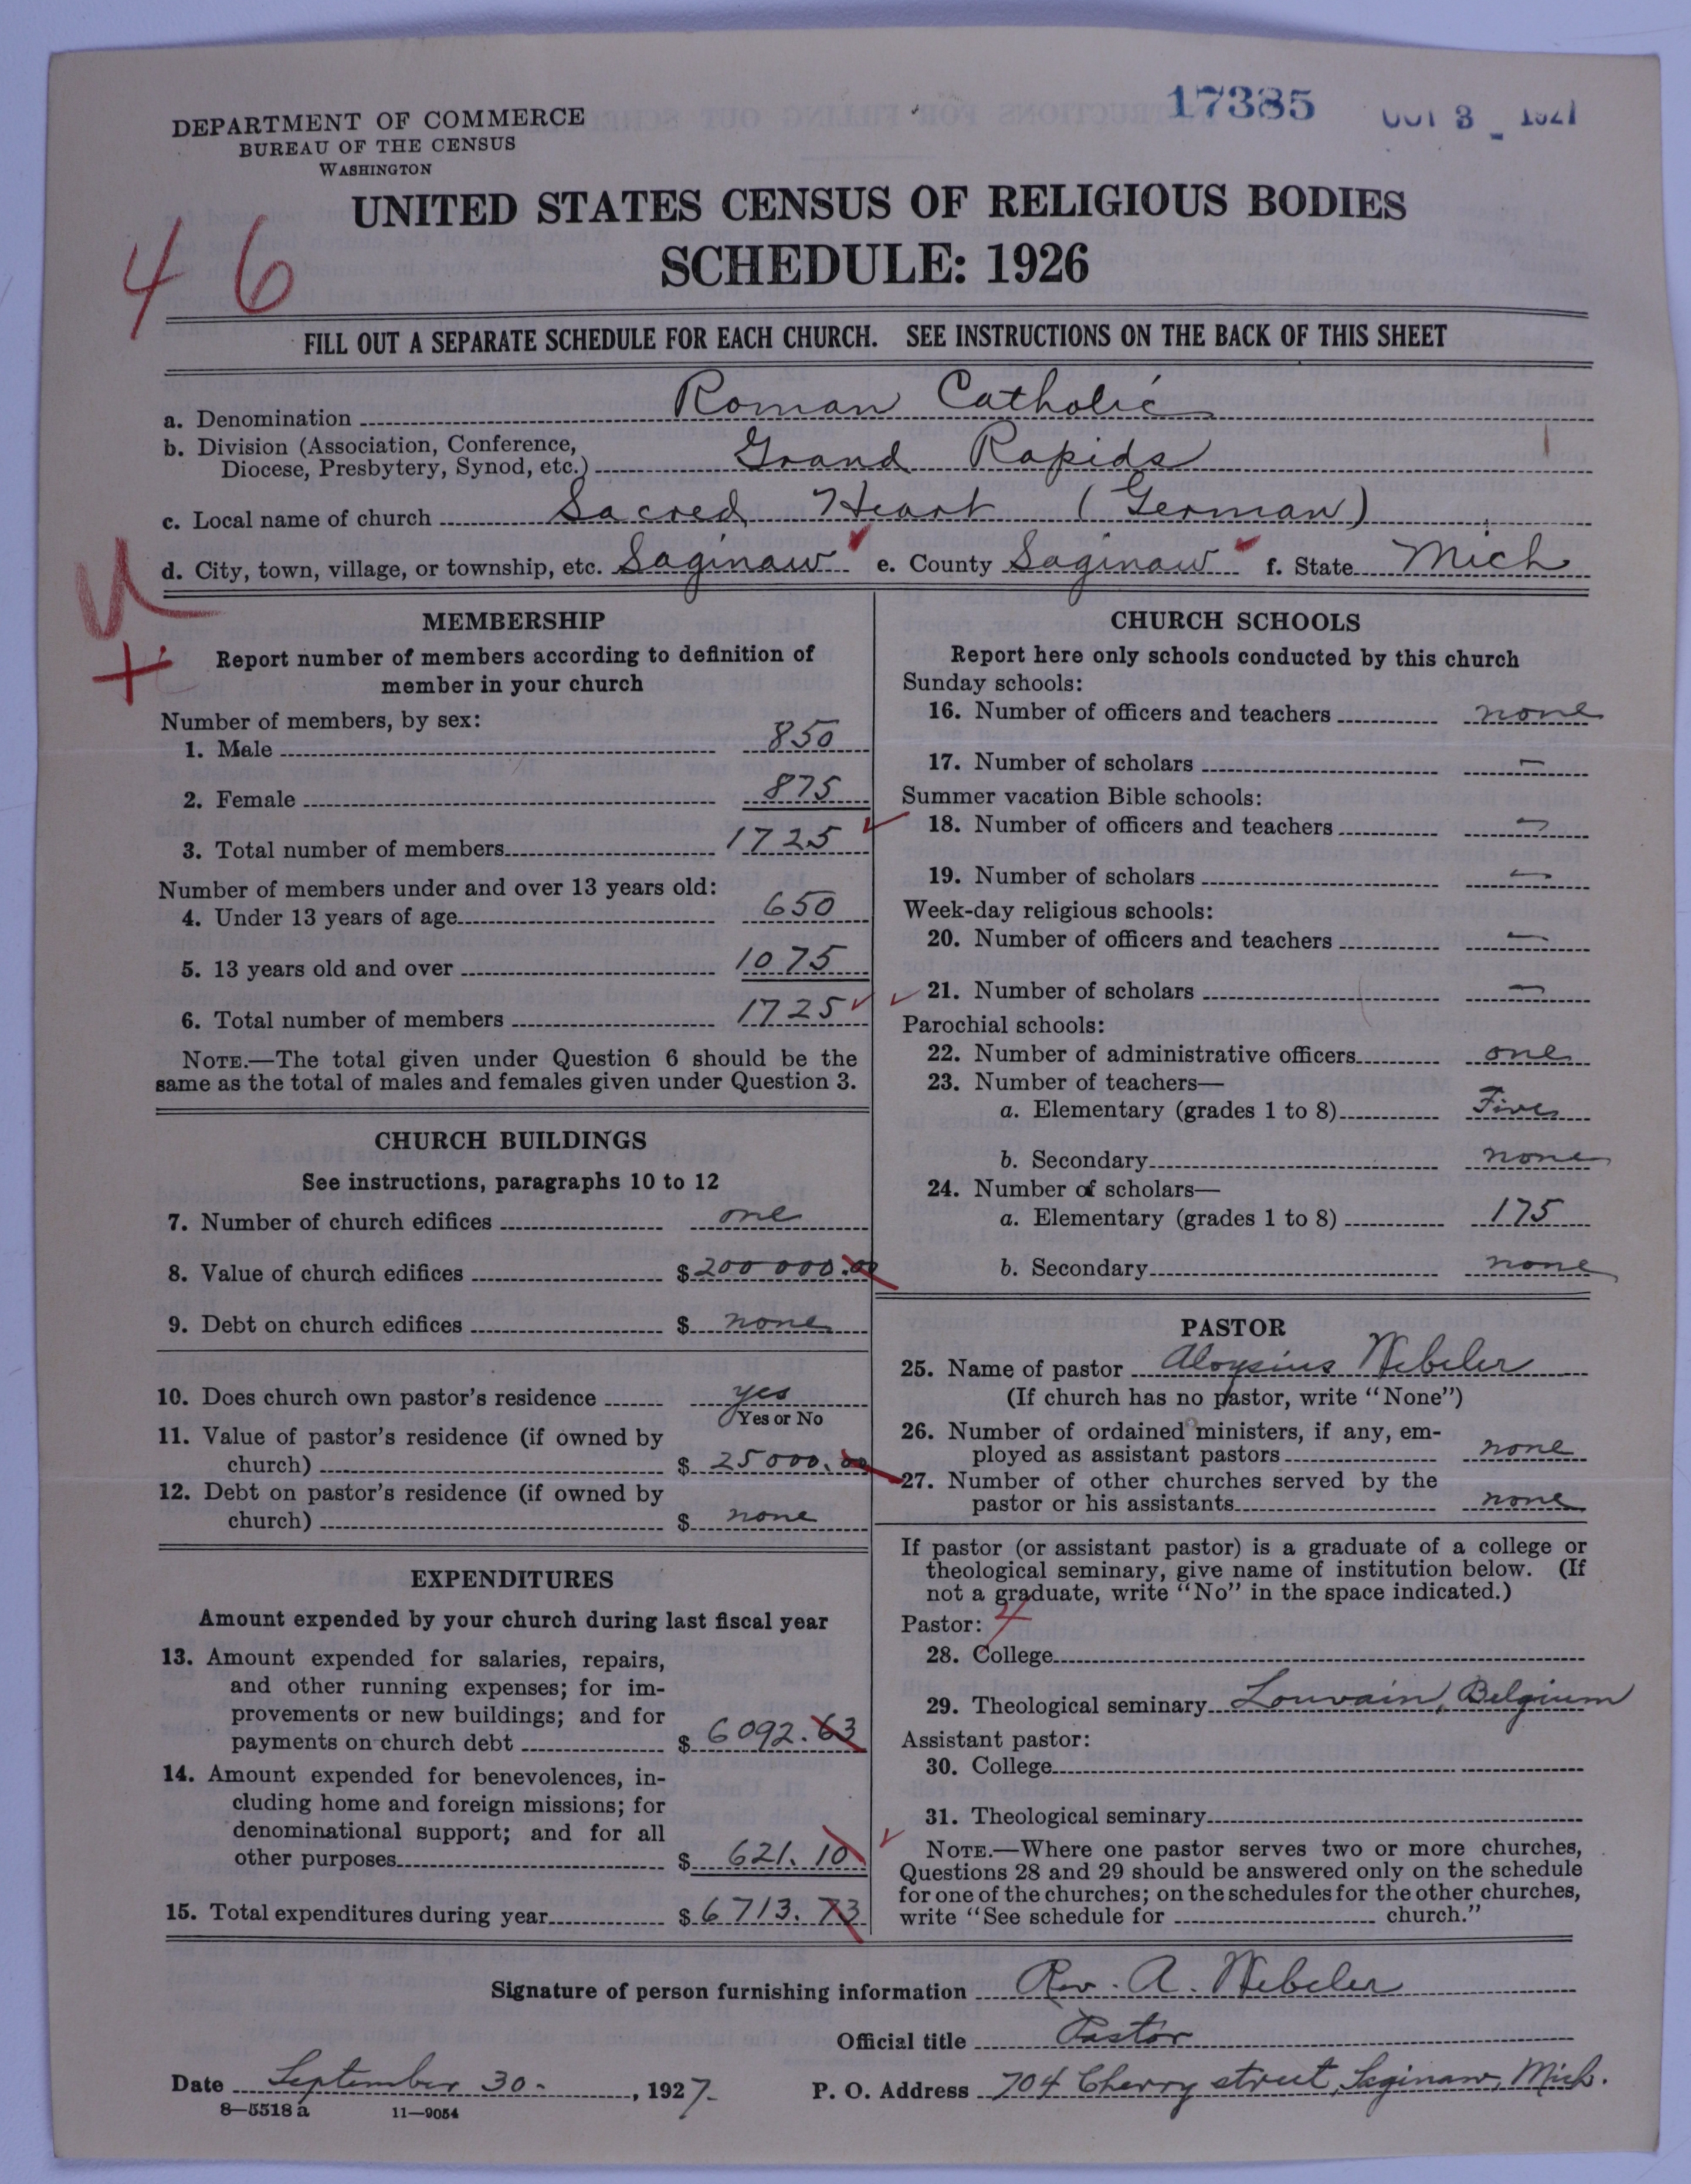 17385 OCT 3 - 1927
DEPARTMENT OF COMMERCE
BUREAU OF THE CENSUS
WASHINGTON
UNITED STATES CENSUS OF RELIGIOUS BODIES
SCHEDULE: 1926
46
FILL OUT A SEPARATE SCHEDULE FOR EACH CHURCH. SEE INSTRUCTIONS ON THE BACK OF THIS SHEET
a. Denomination Roman Catholic
b. Division (Association, Conference,
Diocese, Presbytery, Synod, etc.) Grand Rapids
c. Local name of church Sacred Heart (German)
d. City, town, village, or township, etc. Saginaw e. County Saginaw f. State Mich
MEMBERSHIP
Report number of members according to definition of
member in your church
Number of members, by sex:
1. Male 850
2. Female 875
3. Total number of members 1725
Number of members under and over 13 years old:
4. Under 13 years of age 650
5. 13 years old and over 1075
6. Total number of members 1725
NOTE.—The total given under Question 6 should be the
same as the total of males and females given under Question 3.
CHURCH BUILDINGS
See instructions, paragraphs 10 to 12
7. Number of church edifices one
8. Value of church edifices $200000.00
9. Debt on church edifices $ none
10. Does church own pastor's residence yes
Yes or No
11. Value of pastor's residence (if owned by
church) $ 25000.00
12. Debt on pastor's residence (if owned by
church) $ none
EXPENDITURES
Amount expended by your church during last fiscal year
13. Amount expended for salaries, repairs,
and other running expenses; for im-
provements or new buildings; and for
payments on church debt $ 6092.63
14. Amount expended for benevolences, in-
cluding home and foreign missions; for
denominational support; and for all
other purposes $ 621.10
15. Total expenditures during year $ 6713.73
CHURCH SCHOOLS
Report here only schools conducted by this church
Sunday schools:
16. Number of officers and teachers none
17. Number of scholars —
Summer vacation Bible schools:
18. Number of officers and teachers —
19. Number of scholars —
Week-day religious schools:
20. Number of officers and teachers —
21. Number of scholars —
Parochial schools:
22. Number of administrative officers one
23. Number of teachers—
a. Elementary (grades 1 to 8) Five
b. Secondary none
24. Number of scholars—
a. Elementary (grades 1 to 8) 175
b. Secondary none
PASTOR
25. Name of pastor Aloysius Nebeler
(If church has no pastor, write "None")
26. Number of ordained ministers, if any, em-
ployed as assistant pastors none
27. Number of other churches served by the
pastor or his assistants none
If pastor (or assistant pastor) is a graduate of a college or
theological seminary, give name of institution below. (If
not a graduate, write "No" in the space indicated.)
Pastor: 4
28. College
29. Theological seminary Louvain, Belgium
Assistant pastor:
30. College
31. Theological seminary
NOTE.—Where one pastor serves two or more churches,
Questions 28 and 29 should be answered only on the schedule
for one of the churches; on the schedules for the other churches,
write "See schedule for church."
Signature of person furnishing information Rev. A. Nebeler
Official title Pastor
Date September 30. , 1927. P. O. Address 704 Cherry street, Saginaw, Mich.
8—5518 a 11—9054